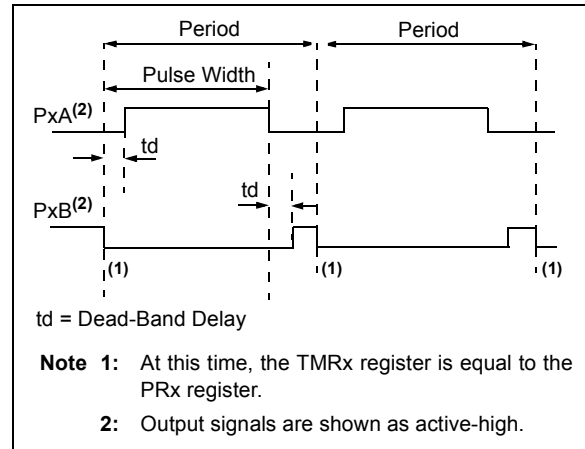 Period Period
Pulse Width
PxA(2)
td
td
PxB(2)
(1) (1) (1)
td = Dead-Band Delay
Note 1: At this time, the TMRx register is equal to the
PRx register.
2: Output signals are shown as active-high.